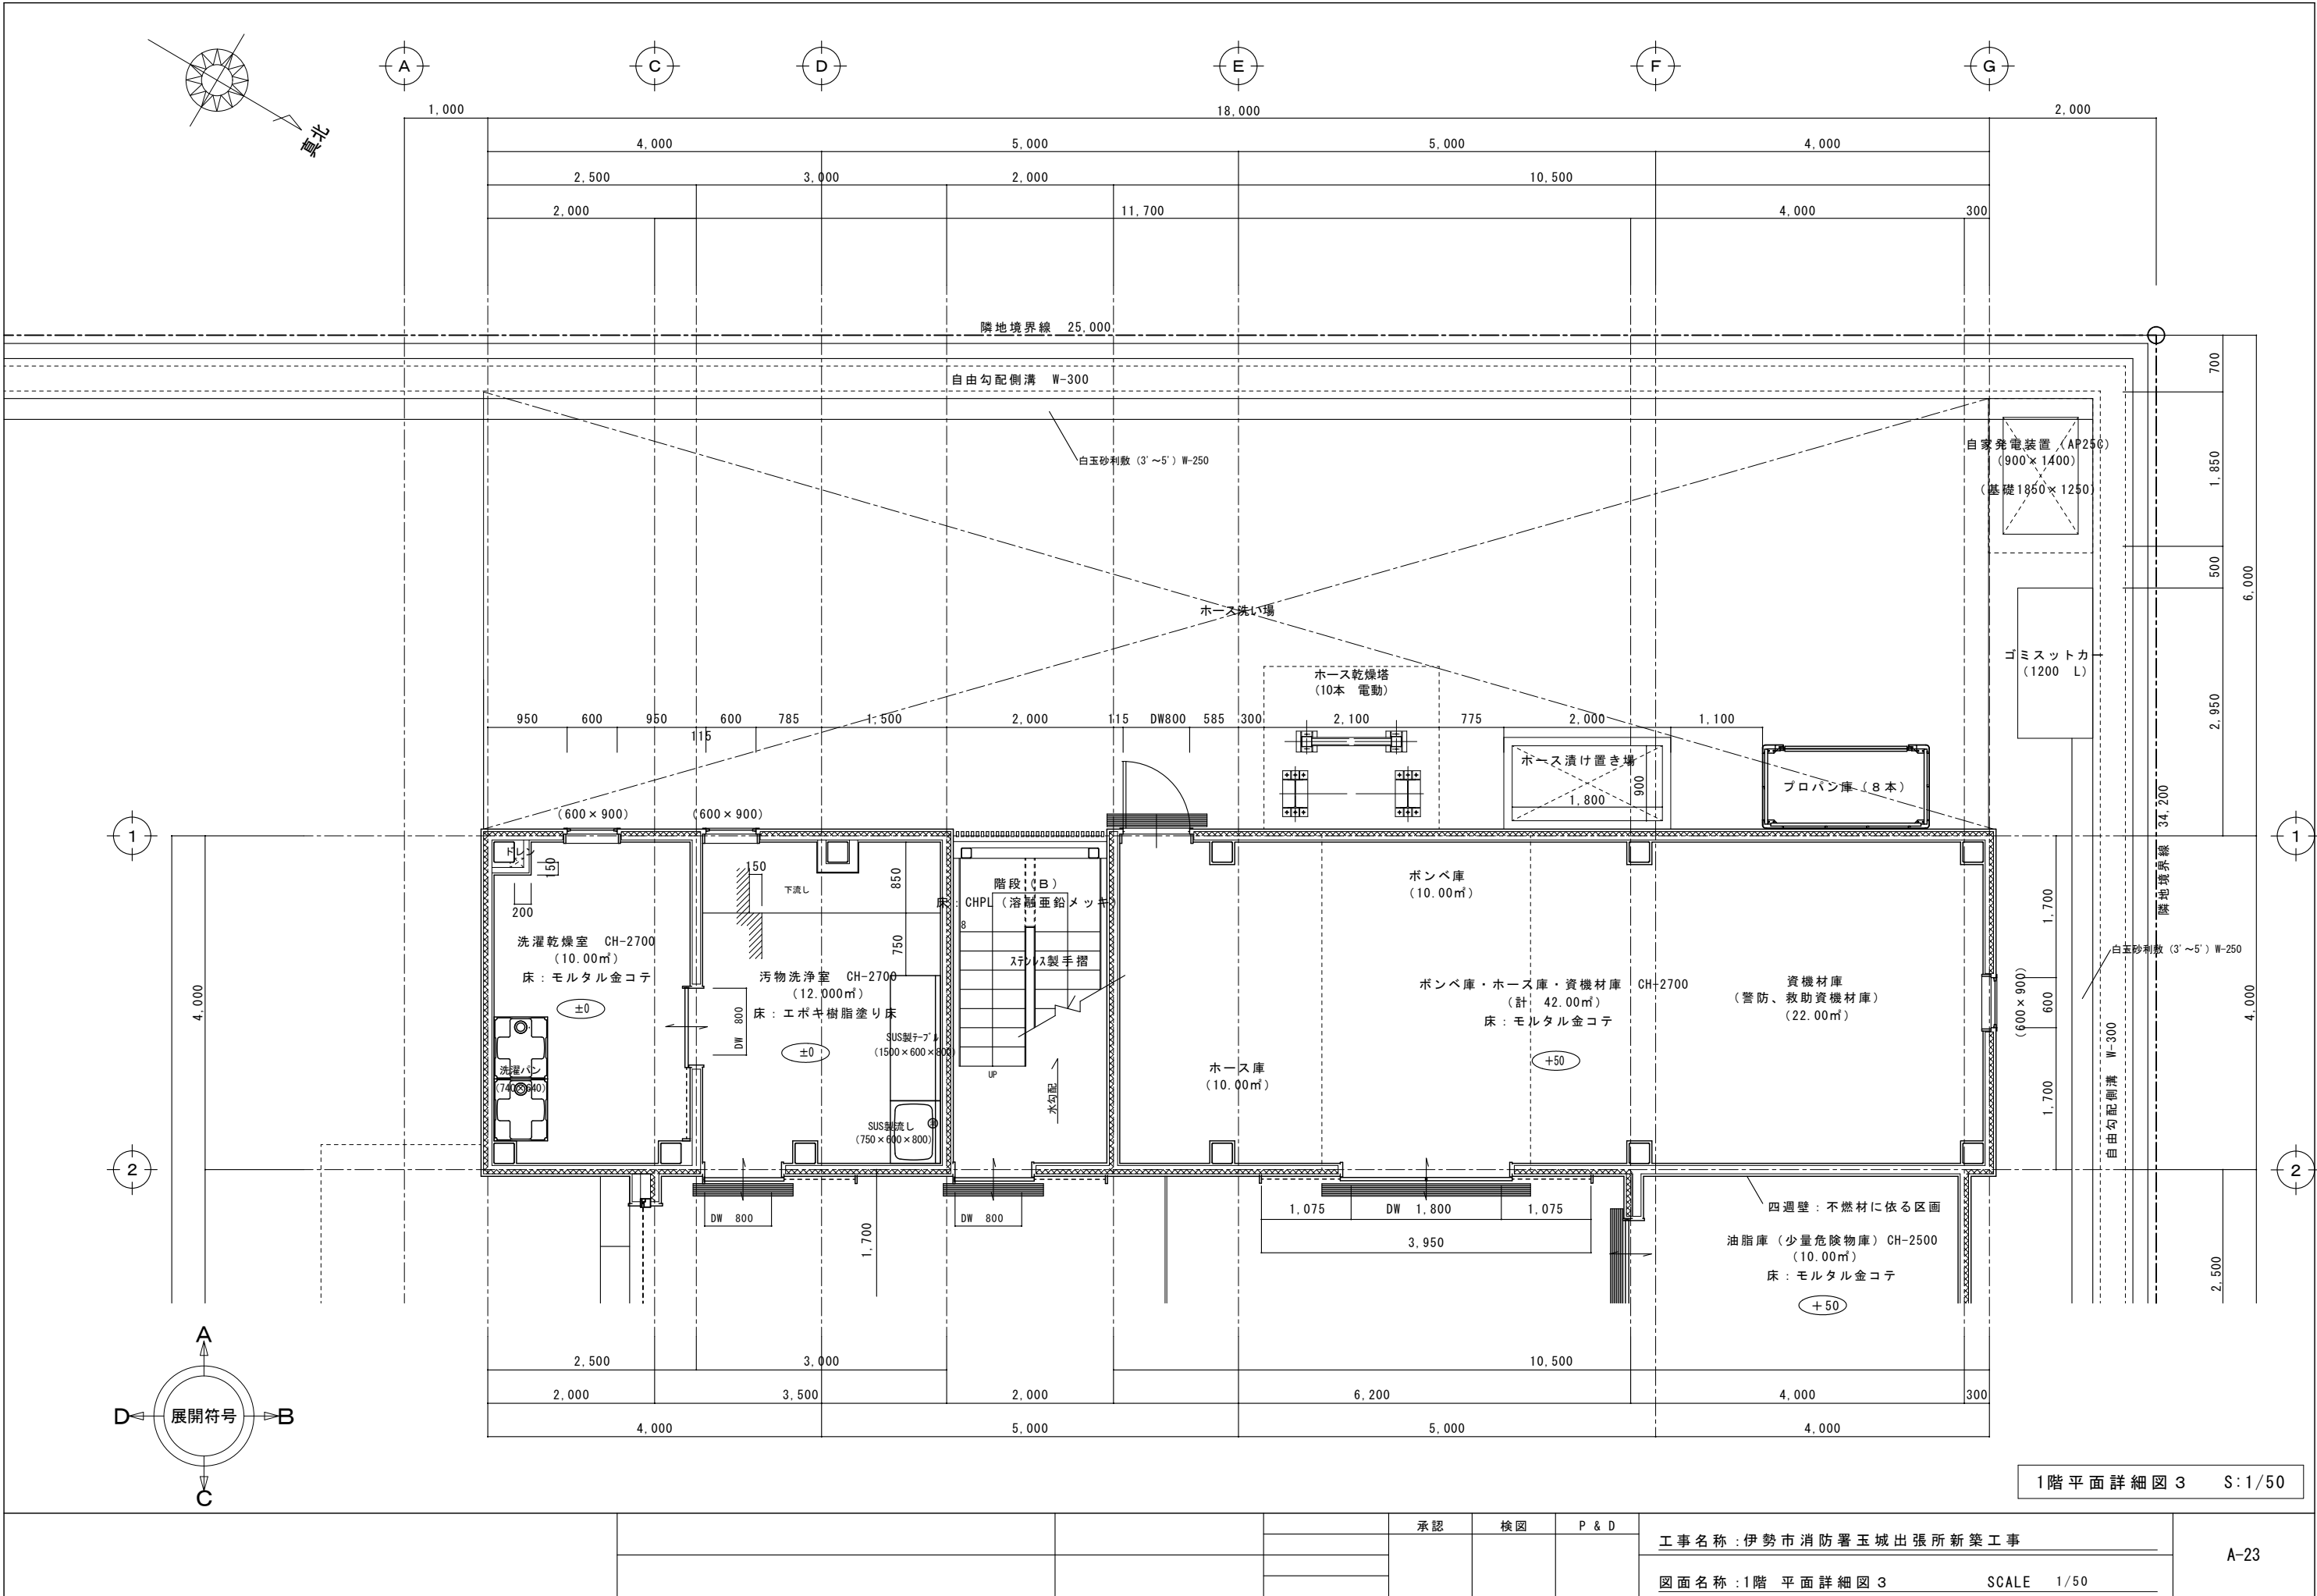 真北
A
C
D
E
F
G
1,000
18,000
2,000
4,000
5,000
5,000
4,000
2,500
3,000
2,000
10,500
2,000
11,700
4,000
300
隣地境界線 25,000
自由勾配側溝 W-300
白玉砂利敷（3'～5'）W-250
700
自家発電装置（AP25C）
（900×1400）
（基礎1850×1250）
1,850
500
6,000
ホース洗い場
ゴミスットカー
（1200 L）
2,950
ホース乾燥塔
（10本 電動）
950
600
950
600
785
1,500
2,000
115
DW800
585
300
2,100
775
2,000
1,100
115
ホース漬け置き場
900
1,800
プロパン庫（８本）
隣地境界線 34,200
（600×900）
（600×900）
1
1
ドレン
150
200
150
下流し
850
750
階段（B）
床：CHPL（溶融亜鉛メッキ）
8
ステンレス製手摺
UP
水勾配
ボンベ庫
（10.00㎡）
洗濯乾燥室 CH-2700
（10.00㎡）
床：モルタル金コテ
±0
汚物洗浄室 CH-2700
（12.000㎡）
床：エポキ樹脂塗り床
±0
DW 800
SUS製テーブル
（1500×600×800）
洗濯パン
（740×640）
SUS製流し
（750×600×800）
ボンベ庫・ホース庫・資機材庫 CH-2700
（計 42.00㎡）
床：モルタル金コテ
+50
ホース庫
（10.00㎡）
資機材庫
（警防、救助資機材庫）
（22.00㎡）
1,700
600
1,700
（600×900）
白玉砂利敷（3'～5'）W-250
自由勾配側溝 W-300
4,000
4,000
2
2
DW 800
1,700
DW 800
1,075
DW 1,800
1,075
3,950
四週壁：不燃材に依る区画
油脂庫（少量危険物庫）CH-2500
（10.00㎡）
床：モルタル金コテ
+50
2,500
2,500
3,000
10,500
2,000
3,500
2,000
6,200
4,000
300
4,000
5,000
5,000
4,000
A
D
展開符号
B
C
1階平面詳細図３ S:1/50
承認
検図
P & D
工事名称：伊勢市消防署玉城出張所新築工事
A-23
図面名称：1階 平面詳細図３ SCALE 1/50